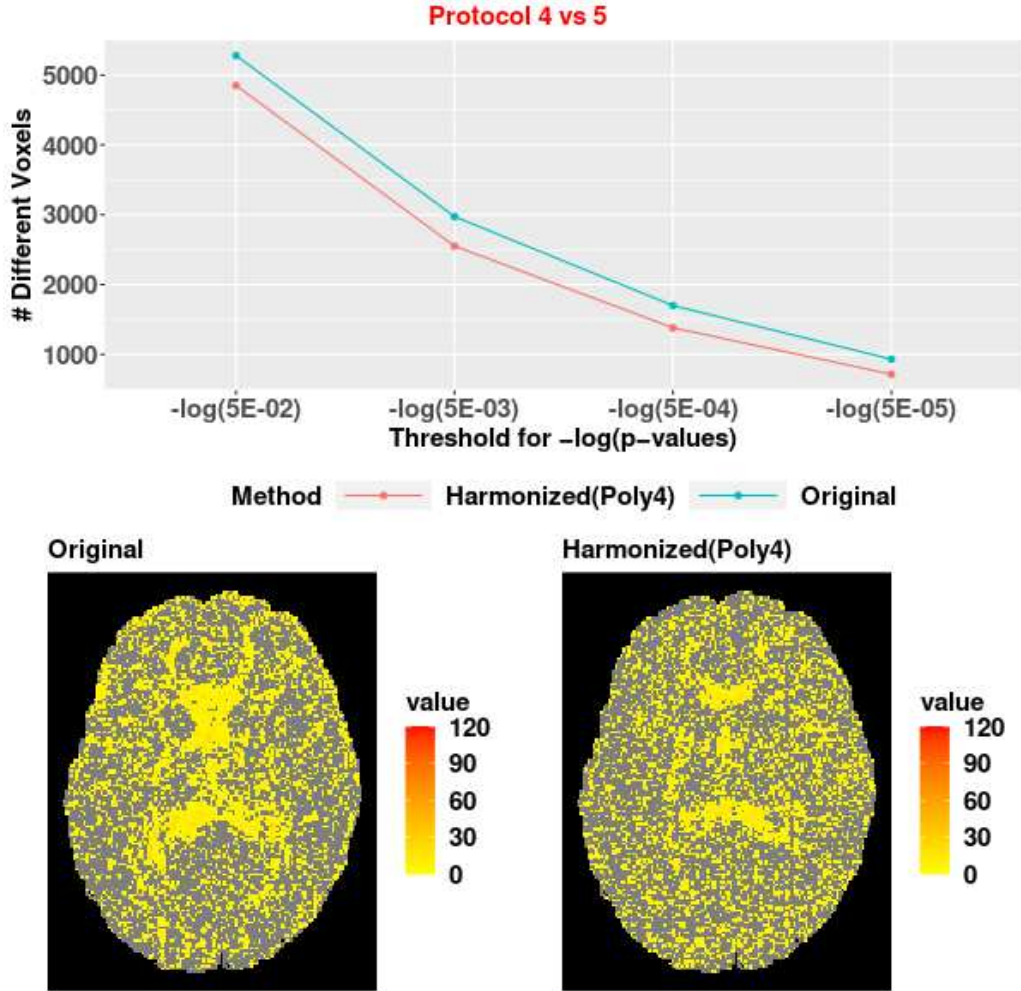 Protocol 4 vs 5
# Different Voxels
5000
4000
3000
2000
1000
-log(5E-02) -log(5E-03) -log(5E-04) -log(5E-05)
Threshold for −log(p−values)
Method Harmonized(Poly4) Original
Original
value
120
90
60
30
0
Harmonized(Poly4)
value
120
90
60
30
0